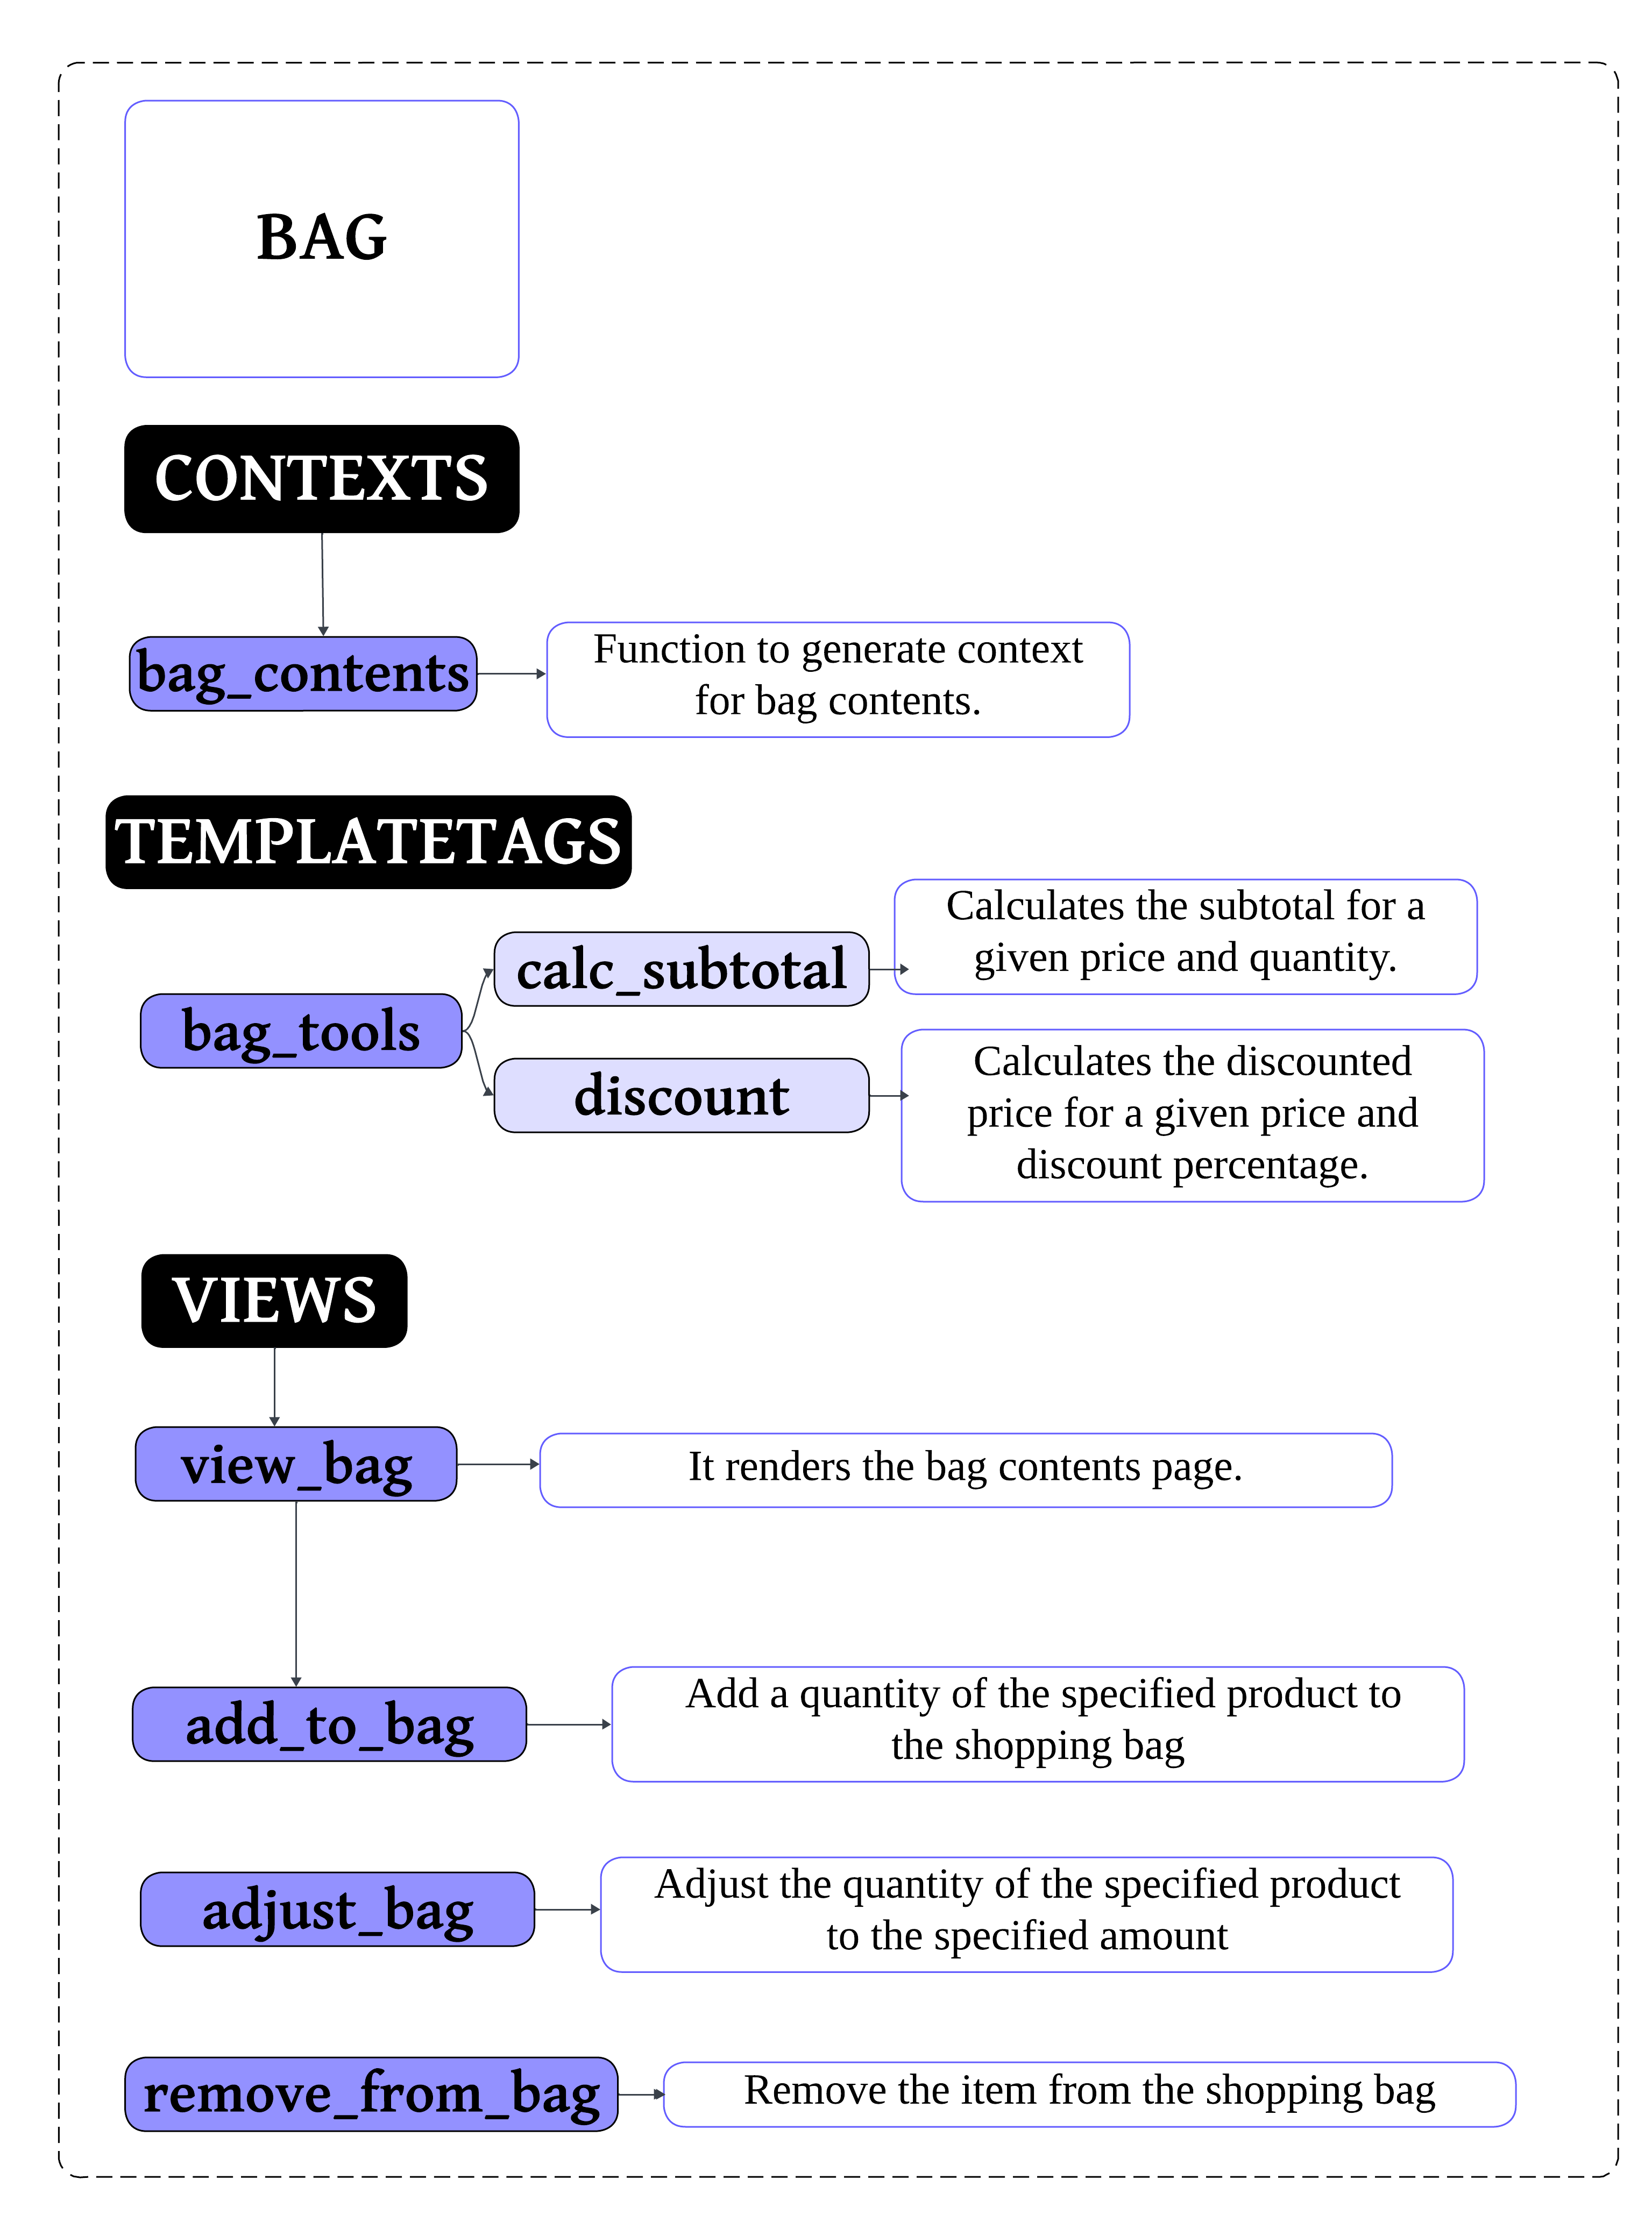 BAG
CONTEXTS
bag_contents
Function to generate context
for bag contents.
TEMPLATETAGS
bag_tools
calc_subtotal
Calculates the subtotal for a
given price and quantity.
discount
Calculates the discounted
price for a given price and
discount percentage.
VIEWS
view_bag
It renders the bag contents page.
add_to_bag
Add a quantity of the specified product to
the shopping bag
adjust_bag
Adjust the quantity of the specified product
to the specified amount
remove_from_bag
Remove the item from the shopping bag